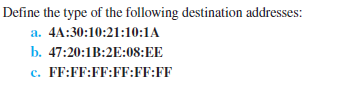 Define the type of the following destination addresses:
a. 4A:30:10:21:10:1A
b. 47:20:1B:2E:08:EE
c. FF:FF:FF:FF:FF:FF